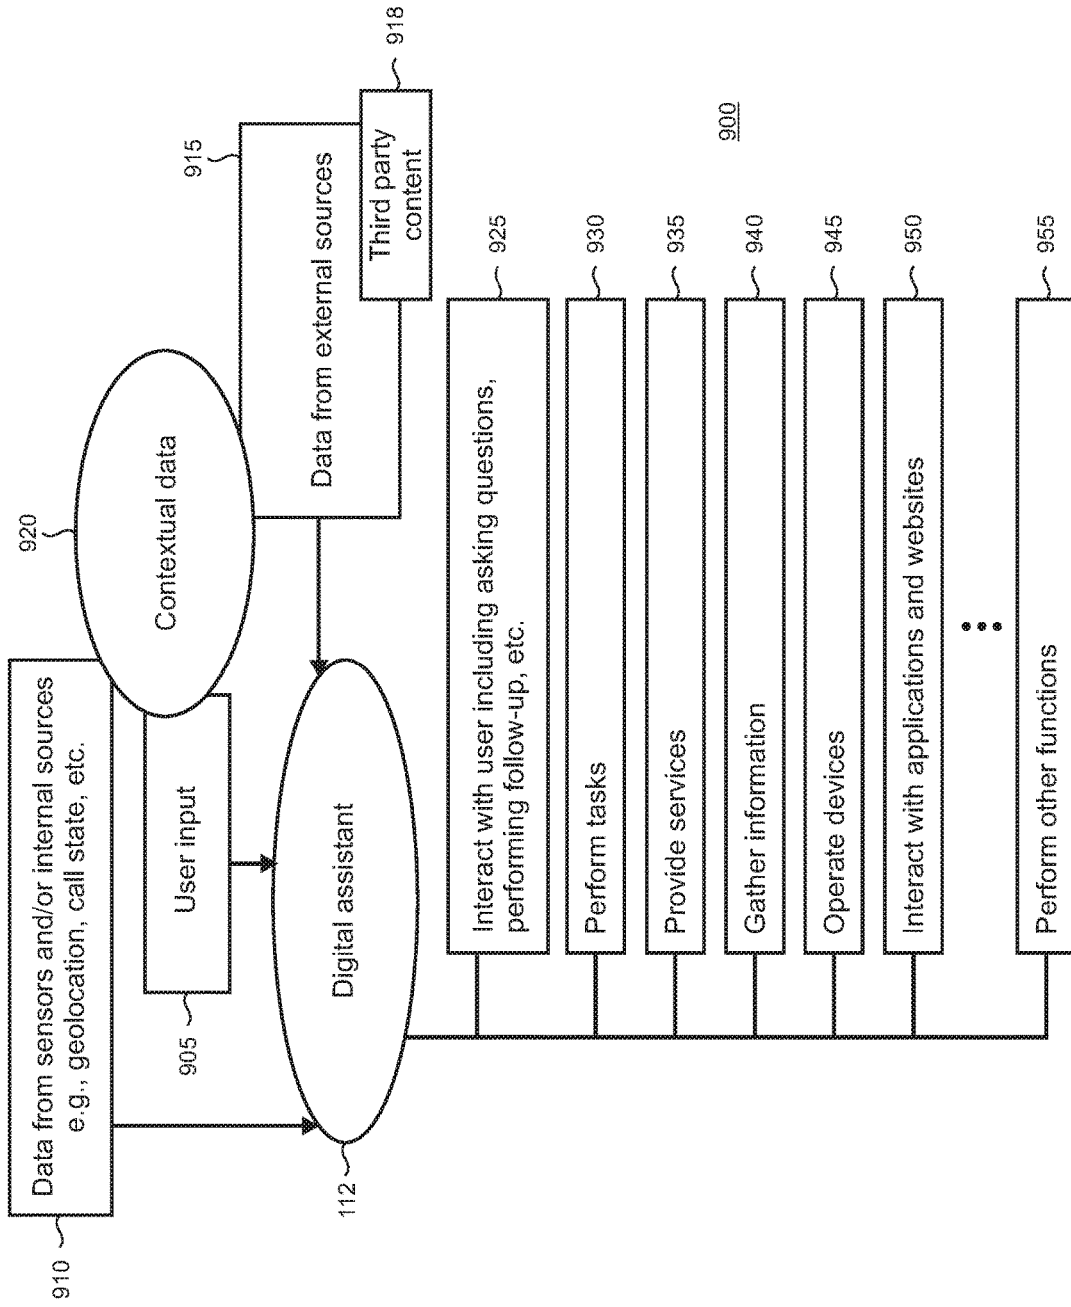 910
Data from sensors and/or internal sources
e.g., geolocation, call state, etc.
920
Contextual data
905
User input
915
Data from external sources
Third party
content
918
112
Digital assistant
Interact with user including asking questions,
performing follow-up, etc.
925
Perform tasks
930
Provide services
935
Gather information
940
Operate devices
945
Interact with applications and websites
950
Perform other functions
955
900